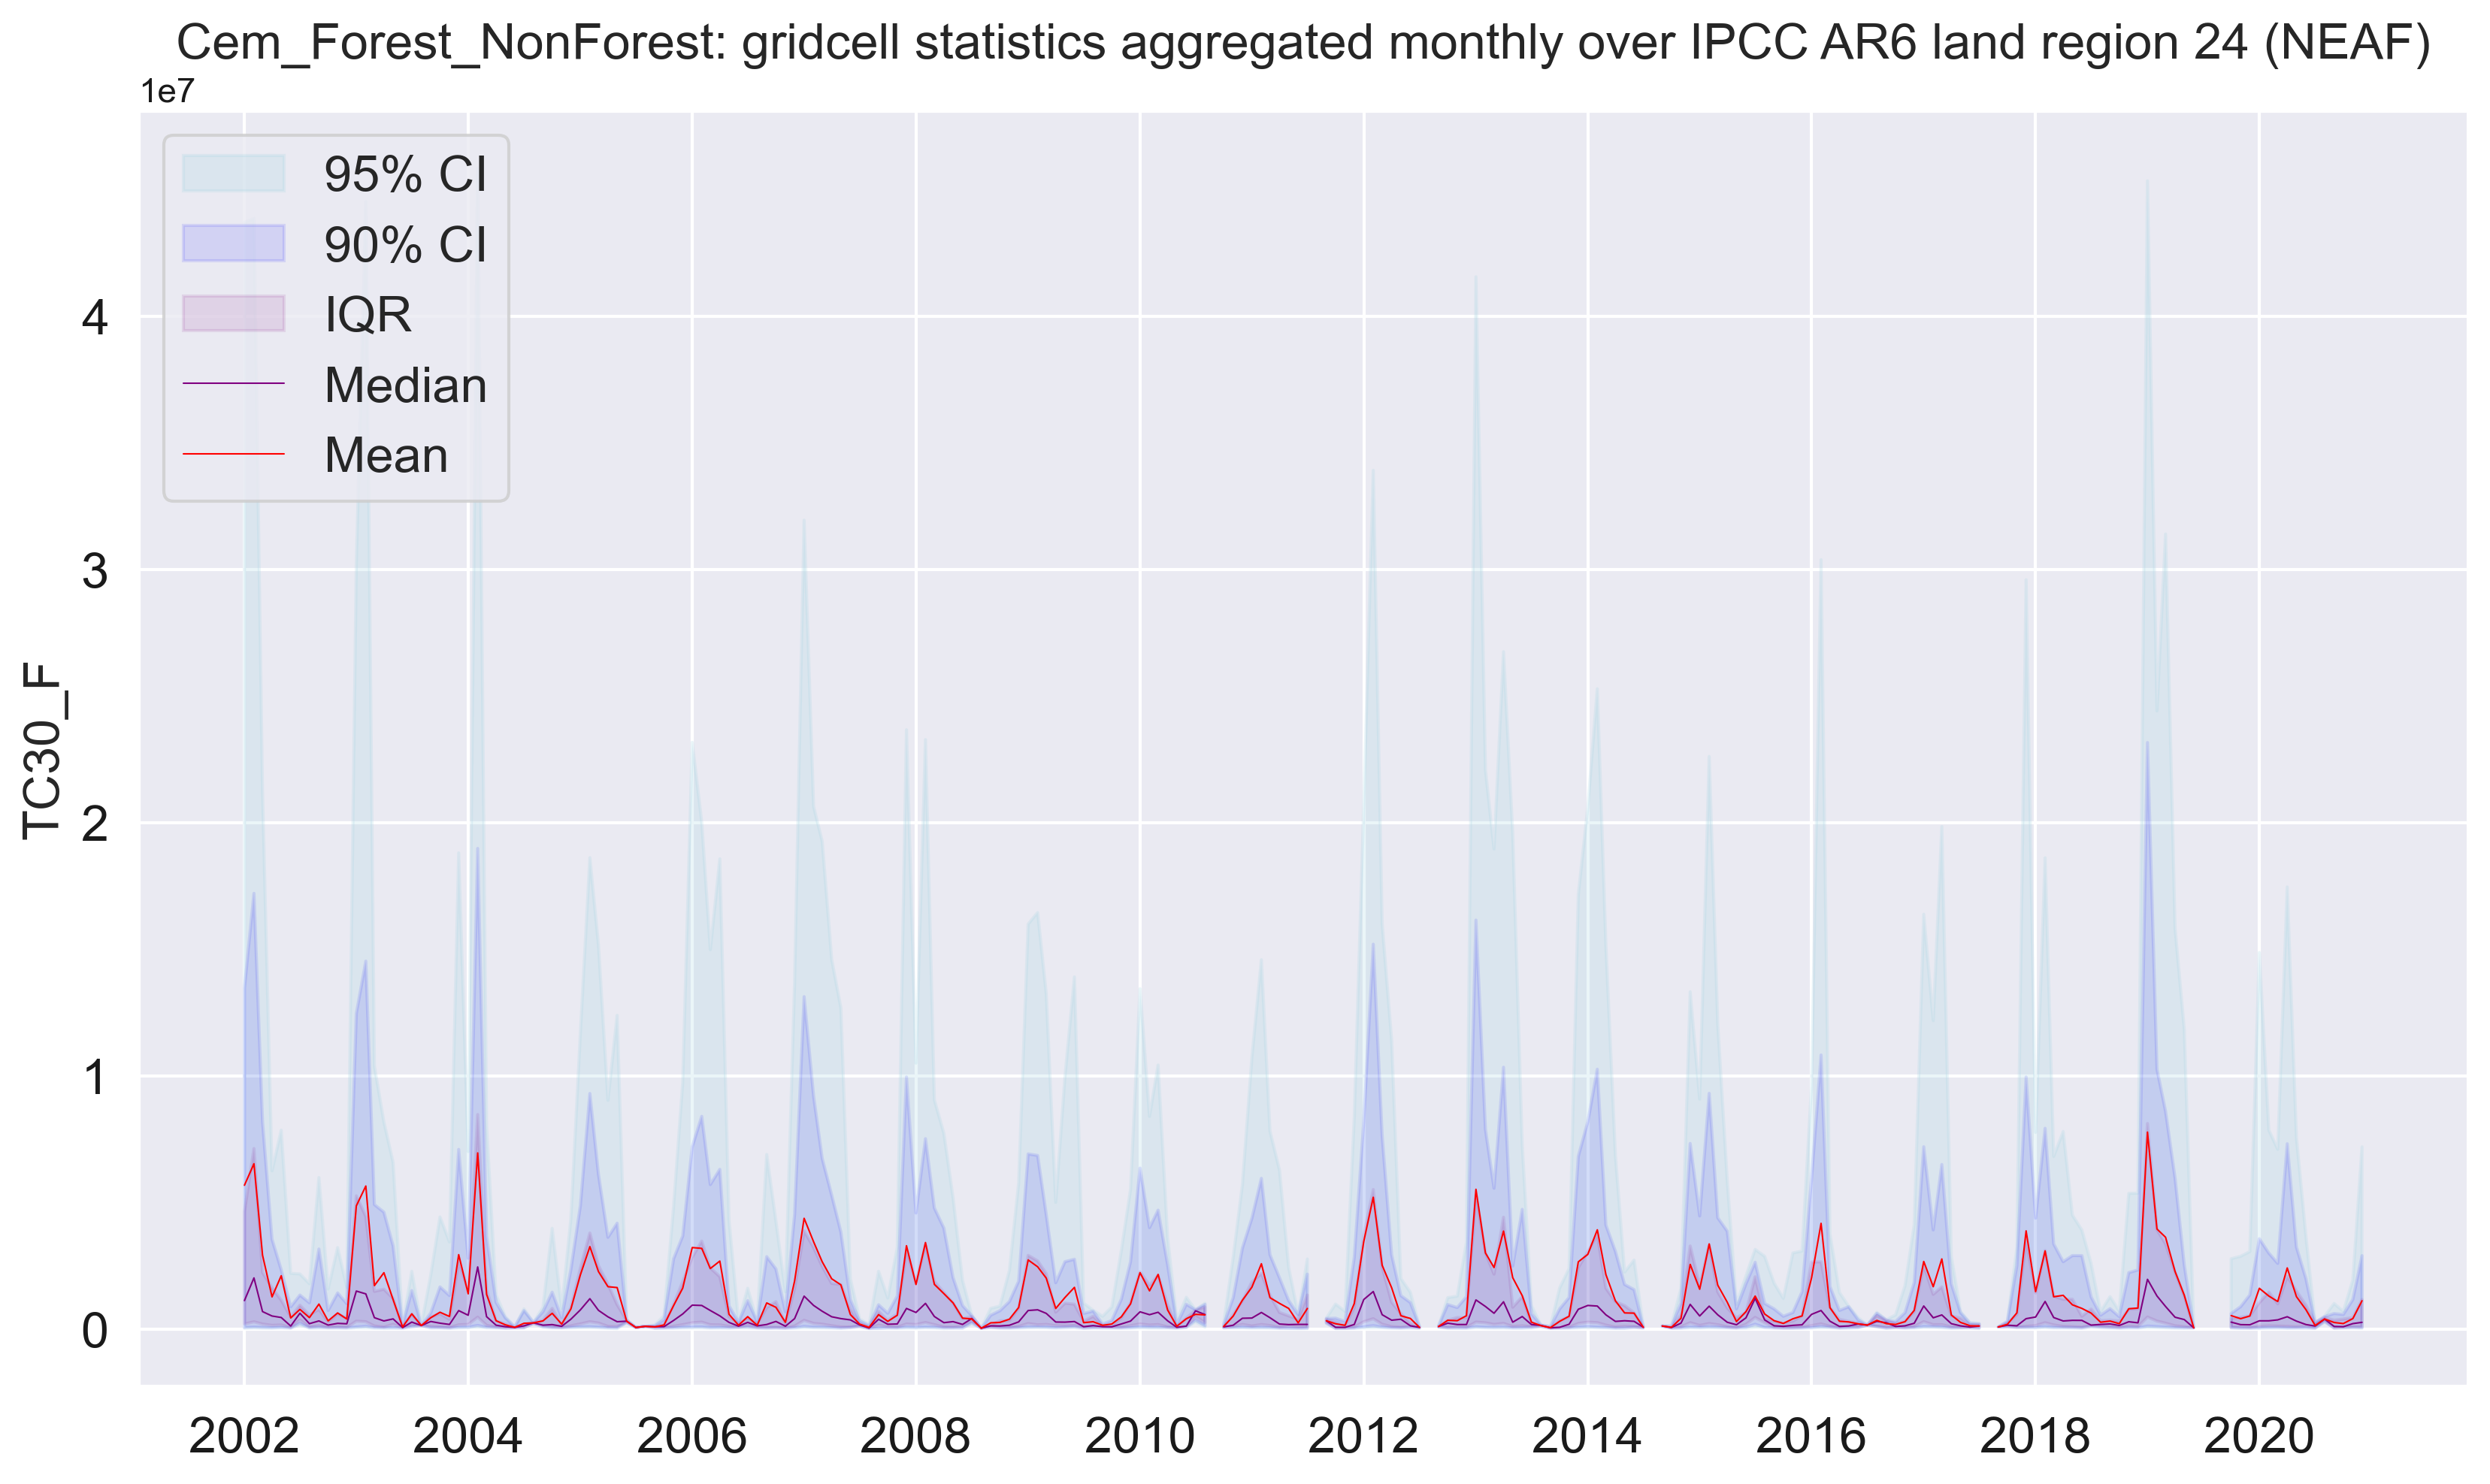 Cem_Forest_NonForest: gridcell statistics aggregated monthly over IPCC AR6 land region 24 (NEAF)
1e7
95% CI
90% CI
IQR
Median
Mean
4
3
2
1
0
TC30_F
2002 2004 2006 2008 2010 2012 2014 2016 2018 2020